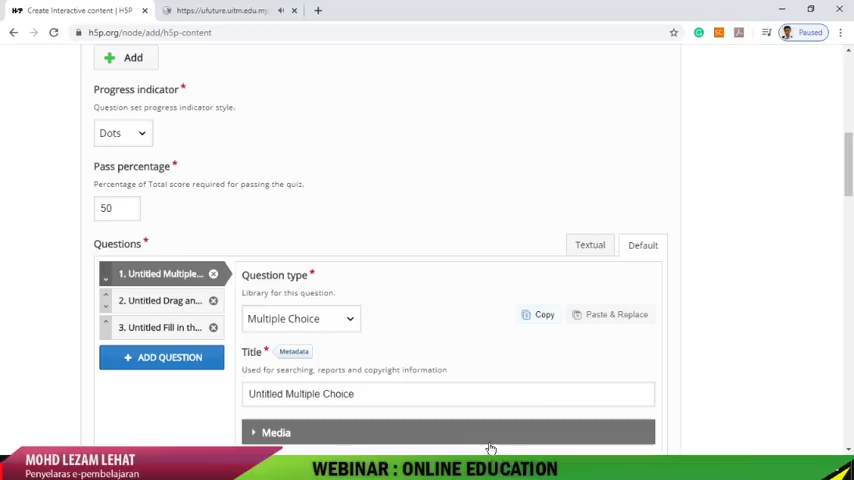 H-P Create Interactive content | H5P
https://ufuture.uitm.edu.my
h5p.org/node/add/h5p-content
SC
Paused
Add
Progress indicator *
Question set progress indicator style.
Dots
Pass percentage *
Percentage of Total score required for passing the quiz.
50
Questions *
Textual
Default
1. Untitled Multiple...
2. Untitled Drag an...
3. Untitled Fill in th...
+ ADD QUESTION
Question type *
Library for this question.
Multiple Choice
Copy
Paste & Replace
Title * Metadata
Used for searching, reports and copyright information
Untitled Multiple Choice
Media
MOHD LEZAM LEHAT
Penyelaras e-pembelajaran
WEBINAR : ONLINE EDUCATION